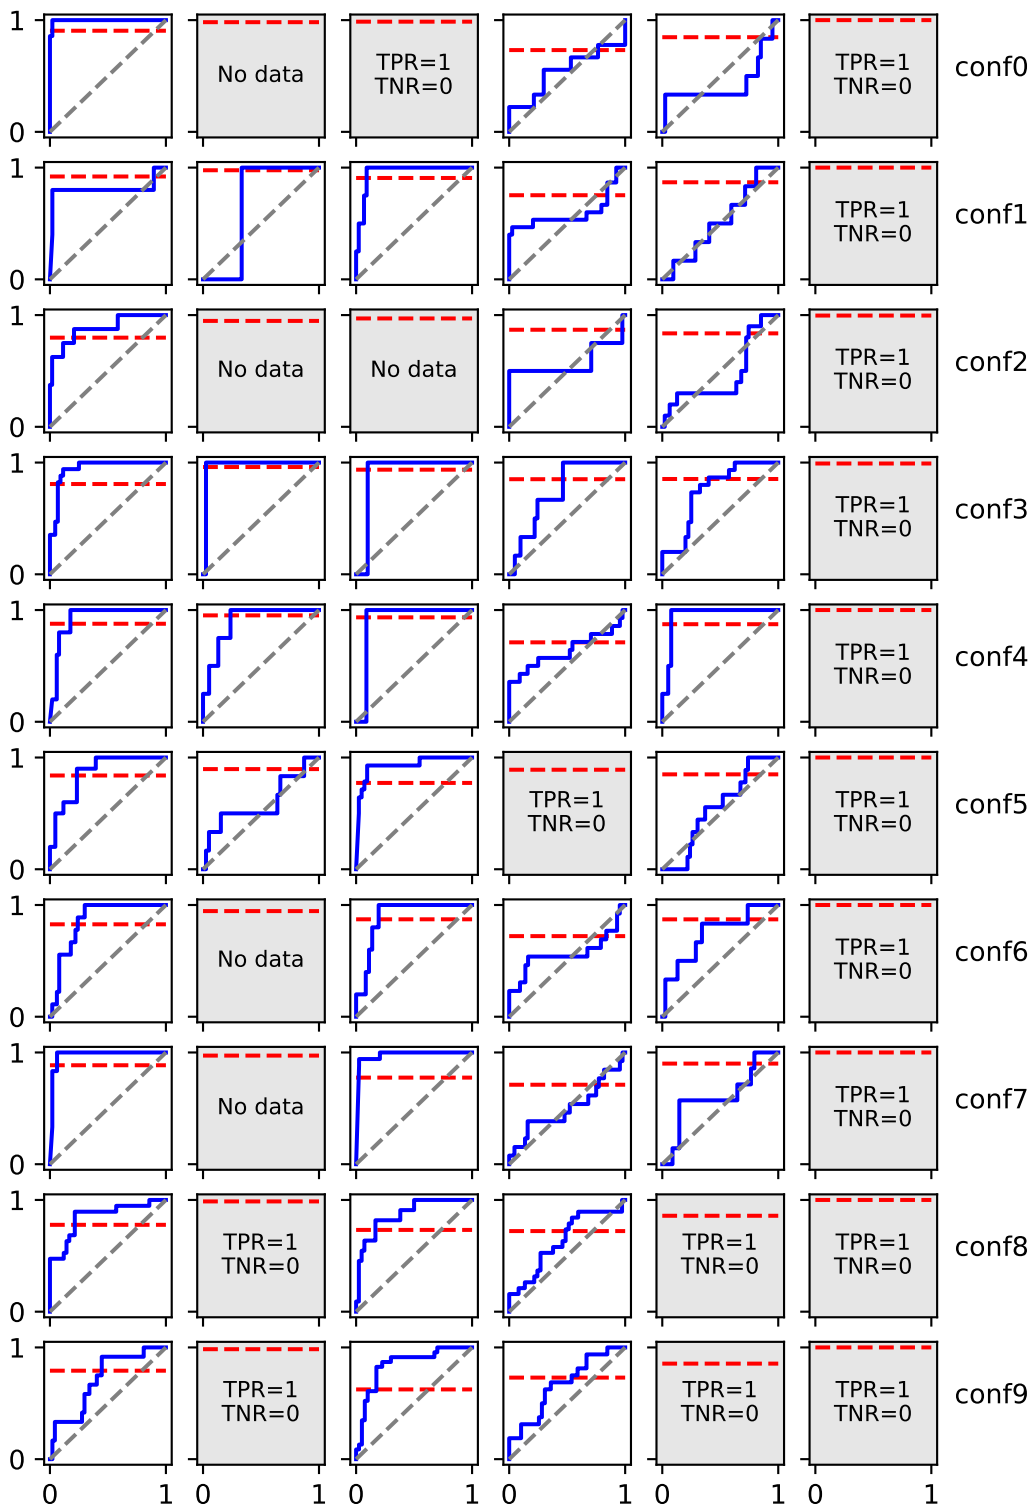 1
No data
TPR=1
TNR=0
TPR=1
TNR=0
conf0
0
1
TPR=1
TNR=0
conf1
0
1
No data
No data
TPR=1
TNR=0
conf2
0
1
TPR=1
TNR=0
conf3
0
1
TPR=1
TNR=0
conf4
0
1
TPR=1
TNR=0
TPR=1
TNR=0
conf5
0
1
No data
TPR=1
TNR=0
conf6
0
1
No data
TPR=1
TNR=0
conf7
0
1
TPR=1
TNR=0
TPR=1
TNR=0
TPR=1
TNR=0
conf8
0
1
TPR=1
TNR=0
TPR=1
TNR=0
TPR=1
TNR=0
conf9
0
0 1 0 1 0 1 0 1 0 1 0 1